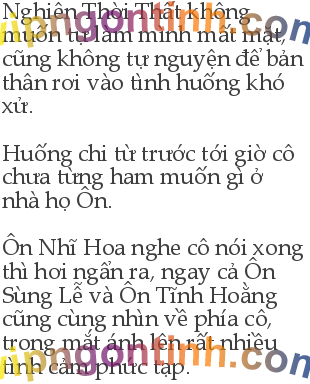 Nghiên Thời Thất không
muốn tự làm mình mất mặt,
cũng không tự nguyện để bản
thân rơi vào tình huống khó
xử.
Huống chi từ trước tới giờ cô
chưa từng ham muốn gì ở
nhà họ Ôn.
Ôn Nhĩ Hoa nghe cô nói xong
thì hơi ngẩn ra, ngay cả Ôn
Sùng Lễ và Ôn Tĩnh Hoằng
cũng cùng nhìn về phía cô,
trong mắt ánh lên rất nhiều
tình cảm phức tạp.